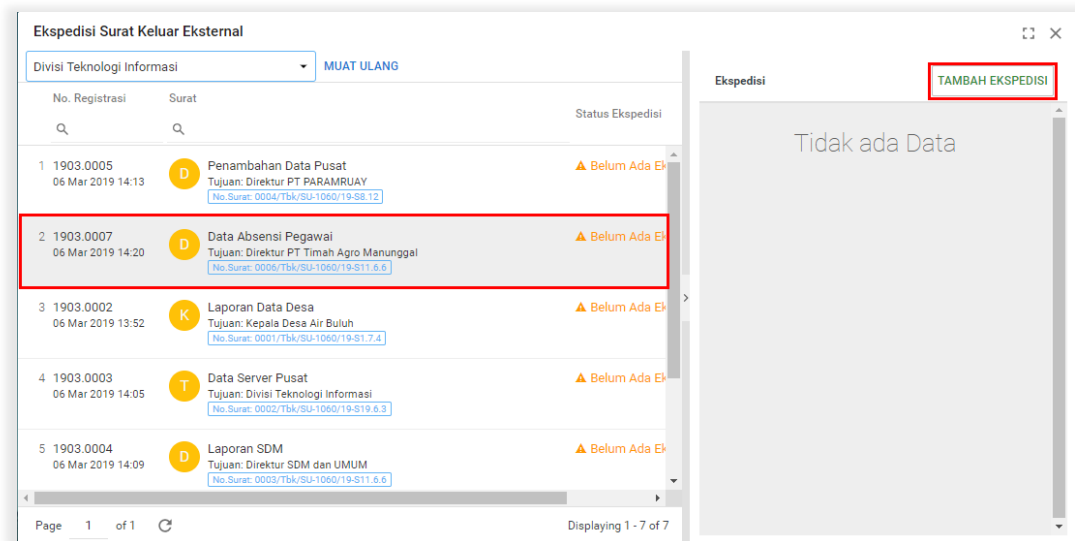 Ekspedisi Surat Keluar Eksternal
Divisi Teknologi Informasi
MUAT ULANG
No. Registrasi
Surat
Status Ekspedisi
1 1903.0005
06 Mar 2019 14:13
D
Penambahan Data Pusat
Tujuan: Direktur PT PARAMRUAY
No.Surat: 0004/Tbk/SU-1060/19-S8.12
Belum Ada Ek
2 1903.0007
06 Mar 2019 14:20
D
Data Absensi Pegawai
Tujuan: Direktur PT Timah Agro Manunggal
No.Surat: 0006/Tbk/SU-1060/19-S11.6.6
Belum Ada Ek
3 1903.0002
06 Mar 2019 13:52
K
Laporan Data Desa
Tujuan: Kepala Desa Air Buluh
No.Surat: 0001/Tbk/SU-1060/19-S1.7.4
Belum Ada Ek
4 1903.0003
06 Mar 2019 14:05
T
Data Server Pusat
Tujuan: Divisi Teknologi Informasi
No.Surat: 0002/Tbk/SU-1060/19-S19.6.3
Belum Ada Ek
5 1903.0004
06 Mar 2019 14:09
D
Laporan SDM
Tujuan: Direktur SDM dan UMUM
No.Surat: 0003/Tbk/SU-1060/19-S11.6.6
Belum Ada Ek
Page 1 of 1
Displaying 1 - 7 of 7
Ekspedisi
TAMBAH EKSPEDISI
Tidak ada Data